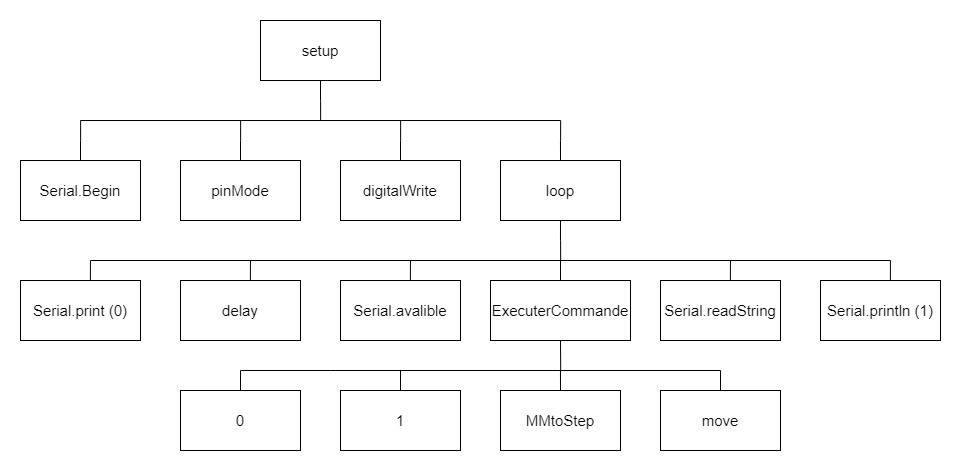 setup
Serial.Begin
pinMode
digitalWrite
loop
Serial.print (0)
delay
Serial.avalible
ExecuterCommande
Serial.readString
Serial.println (1)
0
1
MMtoStep
move